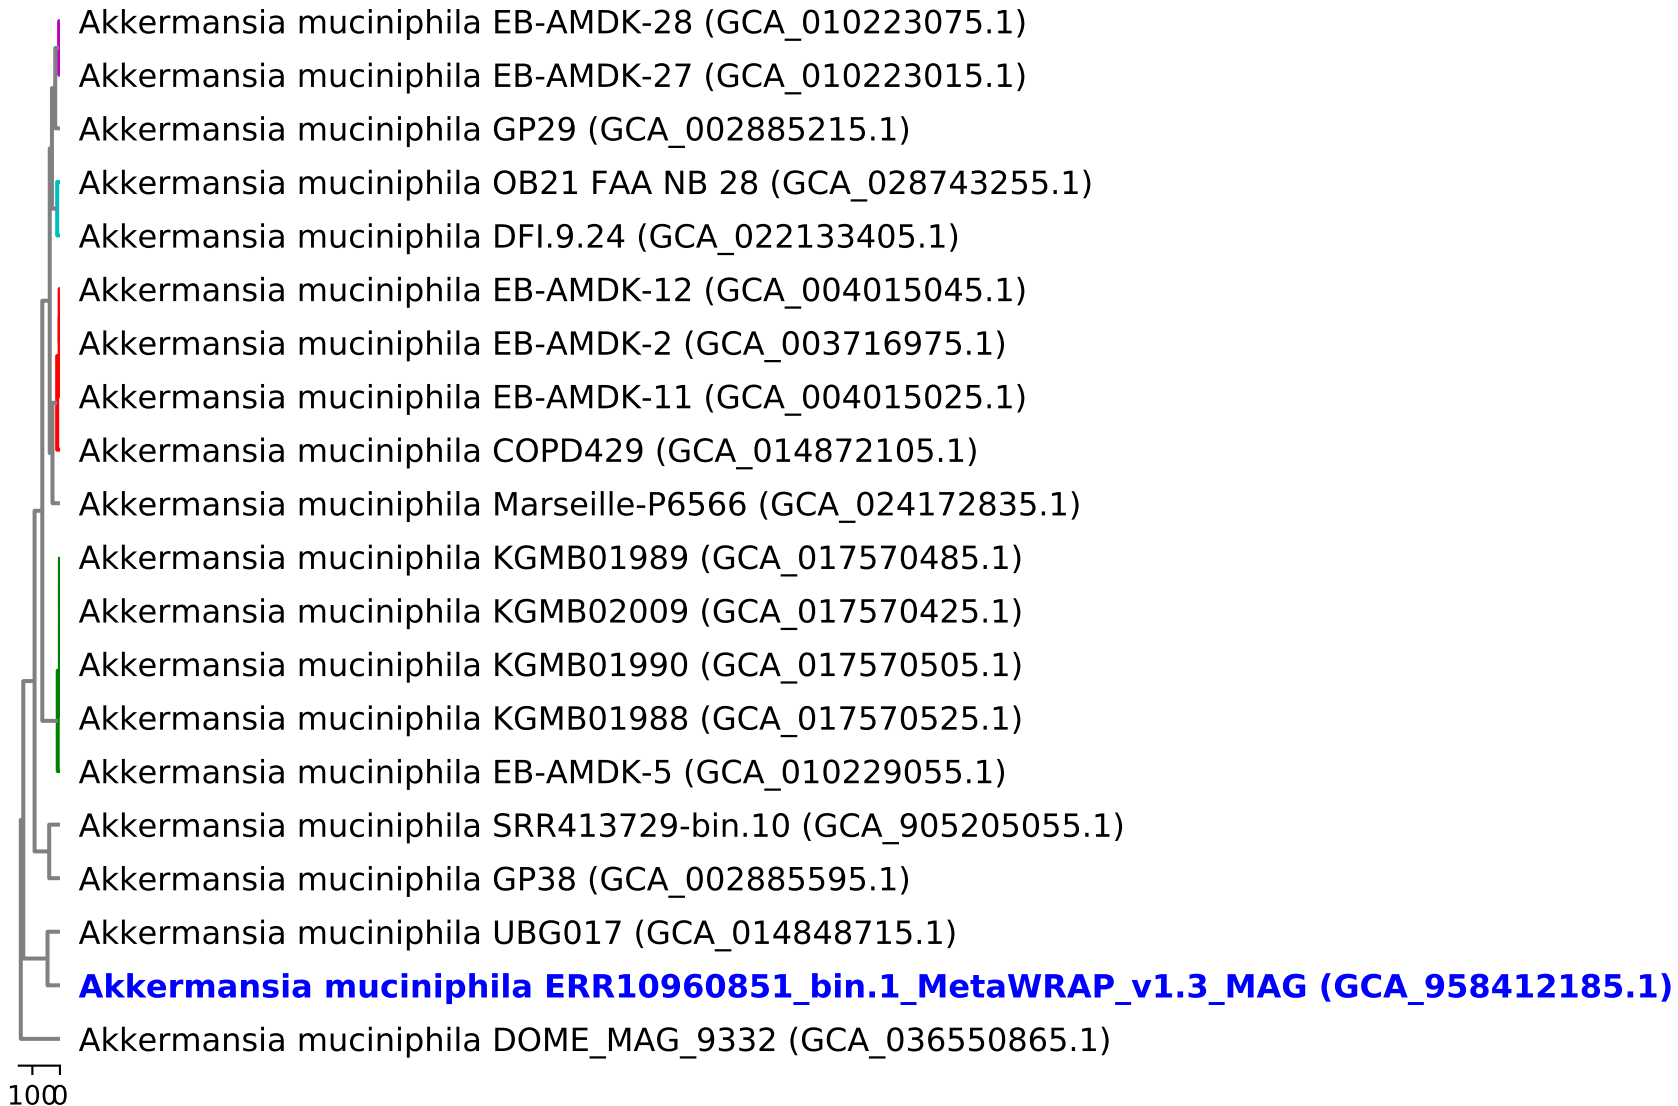 Akkermansia muciniphila EB-AMDK-28 (GCA_010223075.1)
Akkermansia muciniphila EB-AMDK-27 (GCA_010223015.1)
Akkermansia muciniphila GP29 (GCA_002885215.1)
Akkermansia muciniphila OB21 FAA NB 28 (GCA_028743255.1)
Akkermansia muciniphila DFI.9.24 (GCA_022133405.1)
Akkermansia muciniphila EB-AMDK-12 (GCA_004015045.1)
Akkermansia muciniphila EB-AMDK-2 (GCA_003716975.1)
Akkermansia muciniphila EB-AMDK-11 (GCA_004015025.1)
Akkermansia muciniphila COPD429 (GCA_014872105.1)
Akkermansia muciniphila Marseille-P6566 (GCA_024172835.1)
Akkermansia muciniphila KGMB01989 (GCA_017570485.1)
Akkermansia muciniphila KGMB02009 (GCA_017570425.1)
Akkermansia muciniphila KGMB01990 (GCA_017570505.1)
Akkermansia muciniphila KGMB01988 (GCA_017570525.1)
Akkermansia muciniphila EB-AMDK-5 (GCA_010229055.1)
Akkermansia muciniphila SRR413729-bin.10 (GCA_905205055.1)
Akkermansia muciniphila GP38 (GCA_002885595.1)
Akkermansia muciniphila UBG017 (GCA_014848715.1)
Akkermansia muciniphila ERR10960851_bin.1_MetaWRAP_v1.3_MAG (GCA_958412185.1)
Akkermansia muciniphila DOME_MAG_9332 (GCA_036550865.1)
100 0